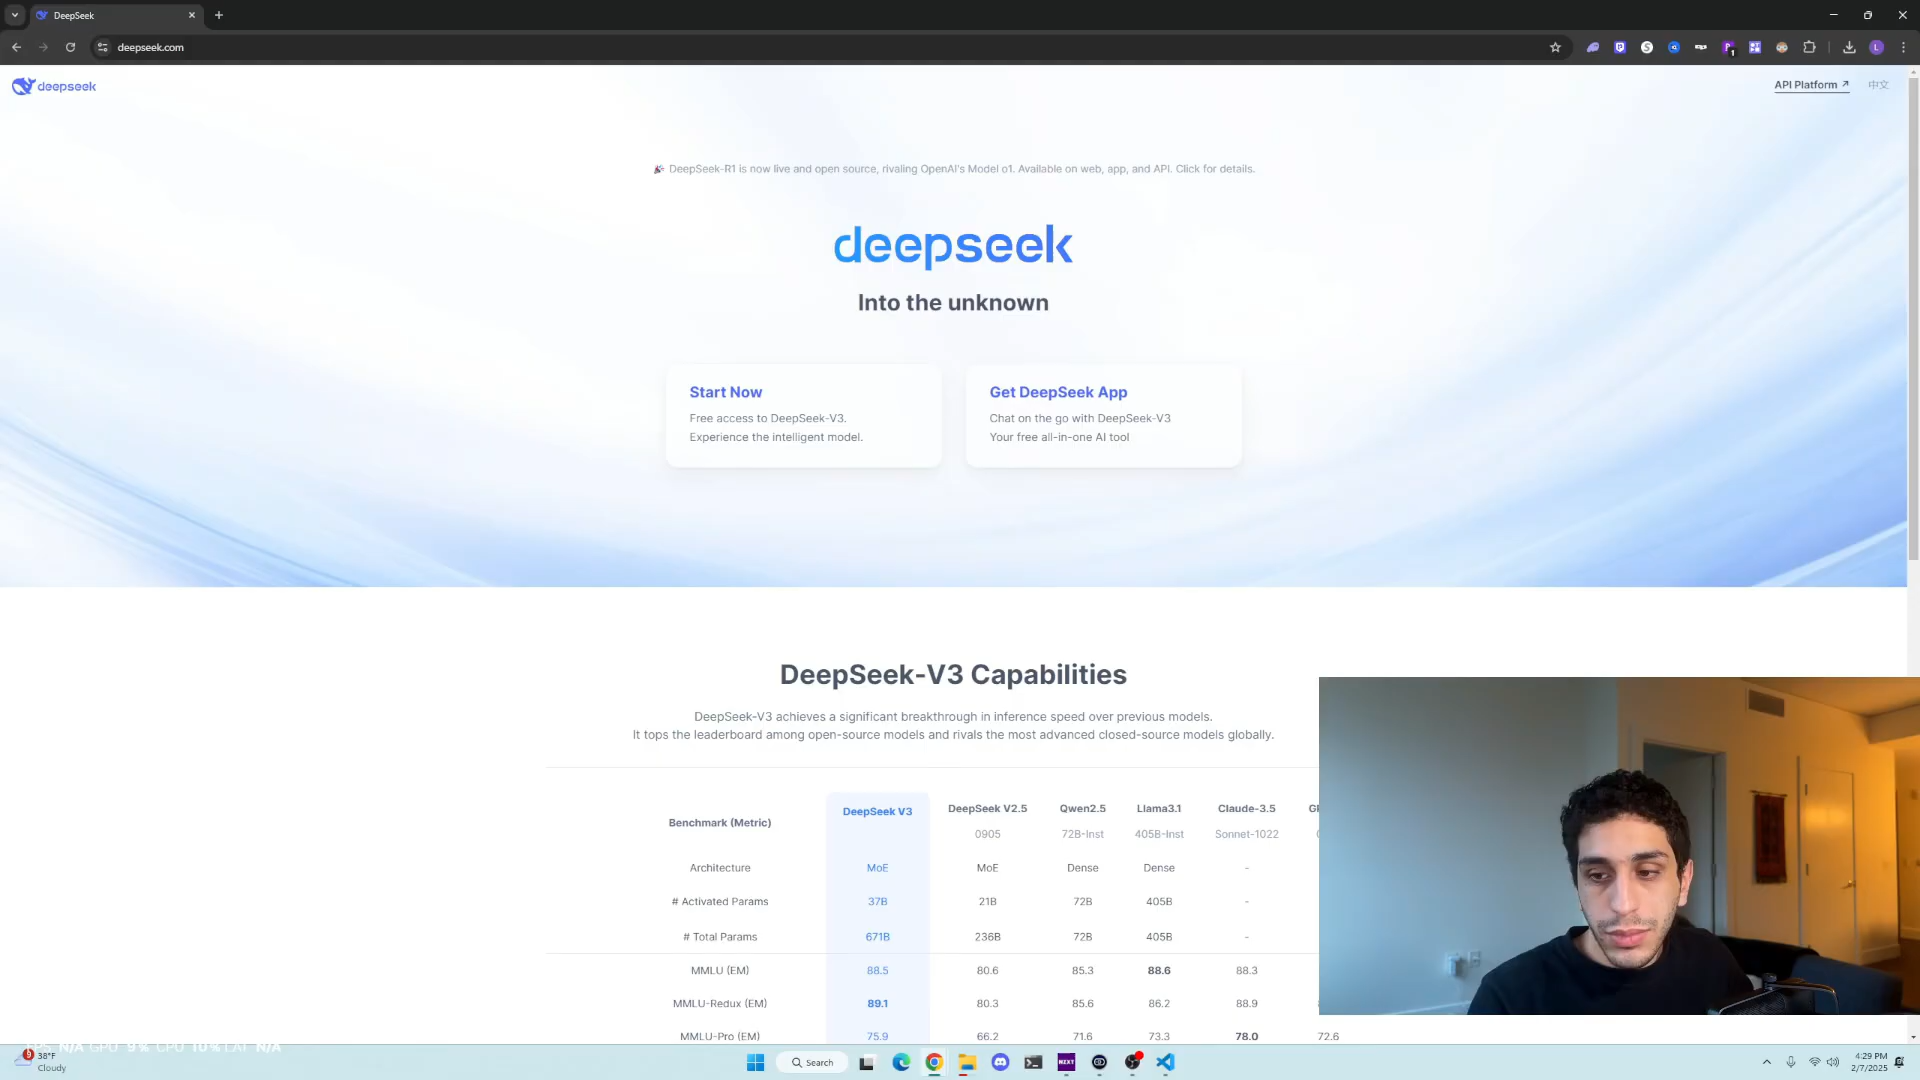 DeepSeek
deepseek.com
deepseek
API Platform
中文
DeepSeek-R1 is now live and open source, rivaling OpenAI's Model o1. Available on web, app, and API. Click for details.
deepseek
Into the unknown
Start Now
Free access to DeepSeek-V3.
Experience the intelligent model.
Get DeepSeek App
Chat on the go with DeepSeek-V3
Your free all-in-one AI tool
DeepSeek-V3 Capabilities
DeepSeek-V3 achieves a significant breakthrough in inference speed over previous models.
It tops the leaderboard among open-source models and rivals the most advanced closed-source models globally.
Benchmark (Metric) DeepSeek V3 DeepSeek V2.5 Qwen2.5 Llama3.1 Claude-3.5
0905 72B-Inst 405B-Inst Sonnet-1022
Architecture MoE MoE Dense Dense -
# Activated Params 37B 21B 72B 405B -
# Total Params 671B 236B 72B 405B -
MMLU (EM) 88.5 80.6 85.3 88.6 88.3
MMLU-Redux (EM) 89.1 80.3 85.6 86.2 88.9
MMLU-Pro (EM) 75.9 66.2 71.6 73.3 78.0 72.6
N/A GPU 9% CPU 10% LAT N/A
38°F
Cloudy
Search
4:29 PM
2/7/2025